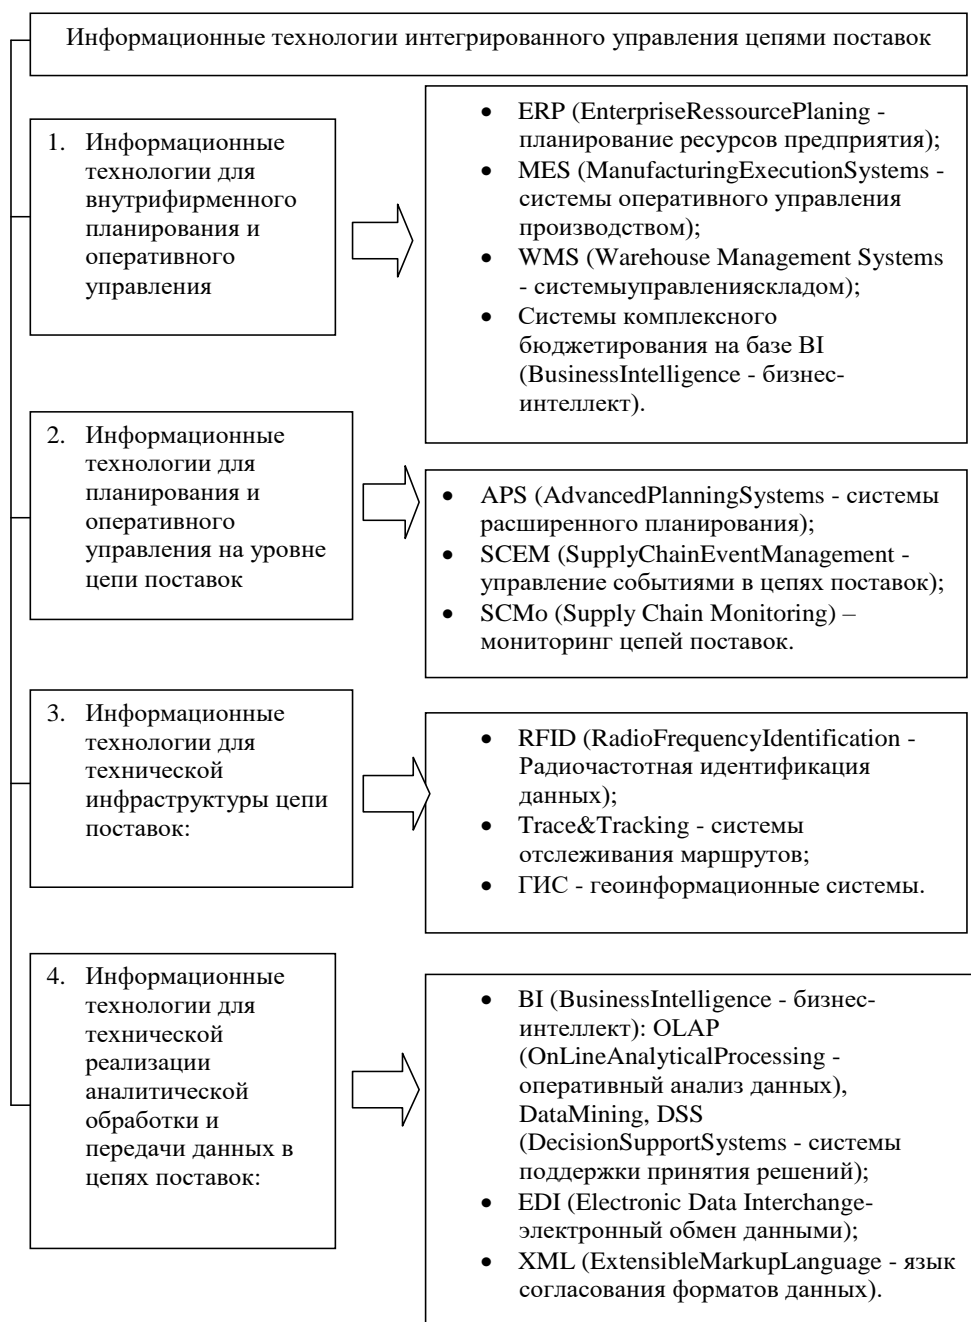 Информационные технологии интегрированного управления цепями поставок
1. Информационные
технологии для
внутрифирменного
планирования и
оперативного
управления
• ERP (EnterpriseRessourcePlaning -
планирование ресурсов предприятия);
• MES (ManufacturingExecutionSystems -
системы оперативного управления
производством);
• WMS (Warehouse Management Systems
- системыуправленияскладом);
• Системы комплексного
бюджетирования на базе BI
(BusinessIntelligence - бизнес-
интеллект).
2. Информационные
технологии для
планирования и
оперативного
управления на уровне
цепи поставок
• APS (AdvancedPlanningSystems - системы
расширенного планирования);
• SCEM (SupplyChainEventManagement -
управление событиями в цепях поставок);
• SCMo (Supply Chain Monitoring) –
мониторинг цепей поставок.
3. Информационные
технологии для
технической
инфраструктуры цепи
поставок:
• RFID (RadioFrequencyIdentification -
Радиочастотная идентификация
данных);
• Trace&Tracking - системы
отслеживания маршрутов;
• ГИС - геоинформационные системы.
4. Информационные
технологии для
технической
реализации
аналитической
обработки и
передачи данных в
цепях поставок:
• BI (BusinessIntelligence - бизнес-
интеллект): OLAP
(OnLineAnalyticalProcessing -
оперативный анализ данных),
DataMining, DSS
(DecisionSupportSystems - системы
поддержки принятия решений);
• EDI (Electronic Data Interchange-
электронный обмен данными);
• XML (ExtensibleMarkupLanguage - язык
согласования форматов данных).